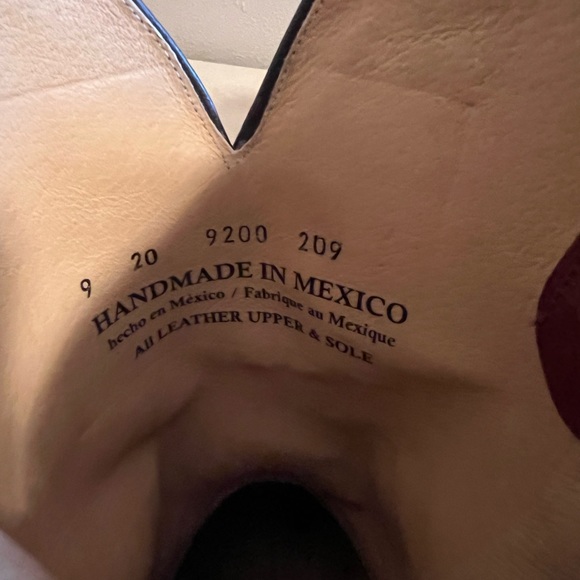 9 20 9200 209
HANDMADE IN MEXICO
hecho en México / Fabrique au Mexique
All LEATHER UPPER & SOLE